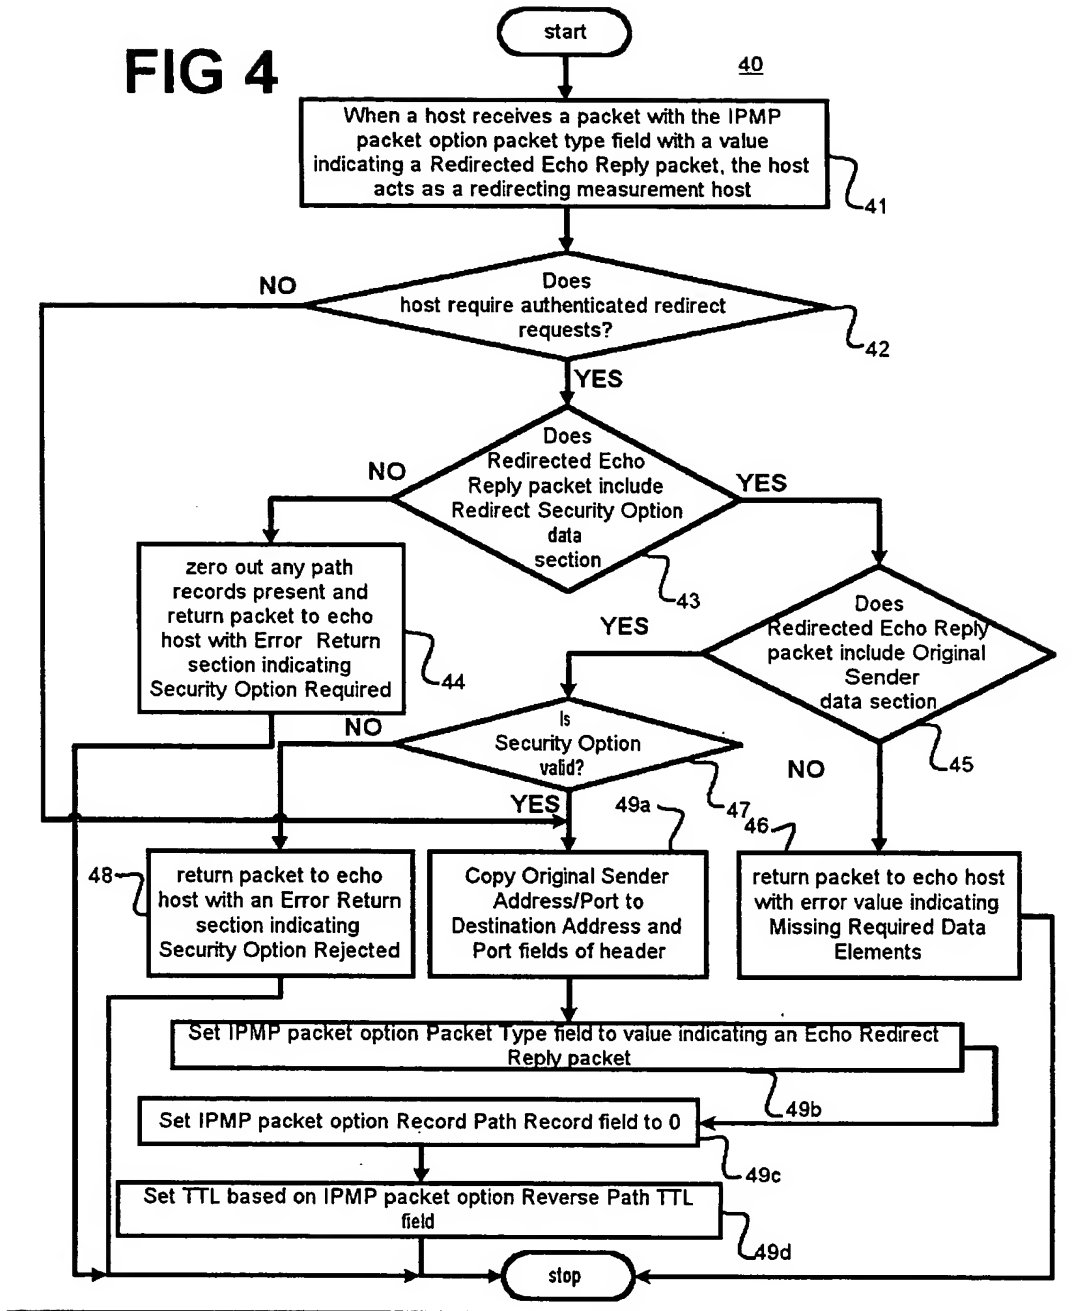 start
FIG 4
40
When a host receives a packet with the IPMP
packet option packet type field with a value
indicating a Redirected Echo Reply packet, the host
acts as a redirecting measurement host
41
NO
Does
host require authenticated redirect
requests?
42
YES
Does
Redirected Echo
Reply packet include
Redirect Security Option
data
section
NO
YES
43
zero out any path
records present and
return packet to echo
host with Error Return
section indicating
Security Option Required
44
YES
Does
Redirected Echo Reply
packet include Original
Sender
data section
45
NO
Is
Security Option
valid?
NO
YES
47
49a
46
48
return packet to echo
host with an Error Return
section indicating
Security Option Rejected
Copy Original Sender
Address/Port to
Destination Address and
Port fields of header
return packet to echo host
with error value indicating
Missing Required Data
Elements
Set IPMP packet option Packet Type field to value indicating an Echo Redirect
Reply packet
49b
Set IPMP packet option Record Path Record field to 0
49c
Set TTL based on IPMP packet option Reverse Path TTL
field
49d
stop